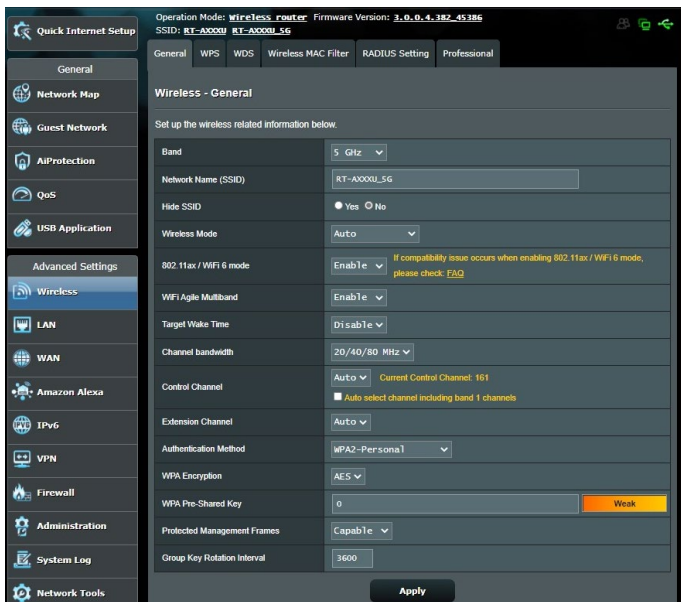 Quick Internet Setup
General
Network Map
Guest Network
AiProtection
QoS
USB Application
Advanced Settings
Wireless
LAN
WAN
Amazon Alexa
IPv6
VPN
Firewall
Administration
System Log
Network Tools
Operation Mode: Wireless router Firmware Version: 3.0.0.4.382_45386
SSID: RT-AXXXU RT-AXXXU_5G
General WPS WDS Wireless MAC Filter RADIUS Setting Professional
Wireless - General
Set up the wireless related information below.
Band 5 GHz
Network Name (SSID) RT-AXXXU_5G
Hide SSID Yes No
Wireless Mode Auto
802.11ax / WiFi 6 mode Enable If compatibility issue occurs when enabling 802.11ax / WiFi 6 mode,
please check: FAQ
WiFi Agile Multiband Enable
Target Wake Time Disable
Channel bandwidth 20/40/80 MHz
Control Channel Auto Current Control Channel: 161
Auto select channel including band 1 channels
Extension Channel Auto
Authentication Method WPA2-Personal
WPA Encryption AES
WPA Pre-Shared Key 0 Weak
Protected Management Frames Capable
Group Key Rotation Interval 3600
Apply